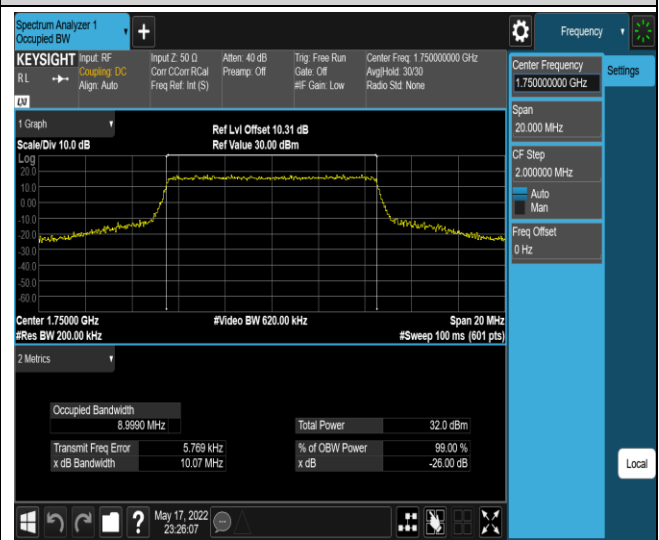 Spectrum Analyzer 1
Occupied BW
Frequency
KEYSIGHT
RL
LXI
Input: RF
Coupling: DC
Align: Auto
Input Z: 50 Ω
Corr CCorr RCal
Freq Ref: Int (S)
Atten: 40 dB
Preamp: Off
Trig: Free Run
Gate: Off
#IF Gain: Low
Center Freq: 1.750000000 GHz
Avg|Hold: 30/30
Radio Std: None
Center Frequency
1.750000000 GHz
Settings
Span
20.000 MHz
CF Step
2.000000 MHz
Auto
Man
Freq Offset
0 Hz
Local
1 Graph
Scale/Div 10.0 dB
Ref Lvl Offset 10.31 dB
Ref Value 30.00 dBm
Log
20.0
10.0
0.00
-10.0
-20.0
-30.0
-40.0
-50.0
-60.0
Center 1.75000 GHz
#Video BW 620.00 kHz
Span 20 MHz
#Res BW 200.00 kHz
#Sweep 100 ms (601 pts)
2 Metrics
Occupied Bandwidth
8.9990 MHz
Total Power 32.0 dBm
Transmit Freq Error 5.769 kHz
% of OBW Power 99.00 %
x dB Bandwidth 10.07 MHz
x dB -26.00 dB
?
May 17, 2022
23:26:07